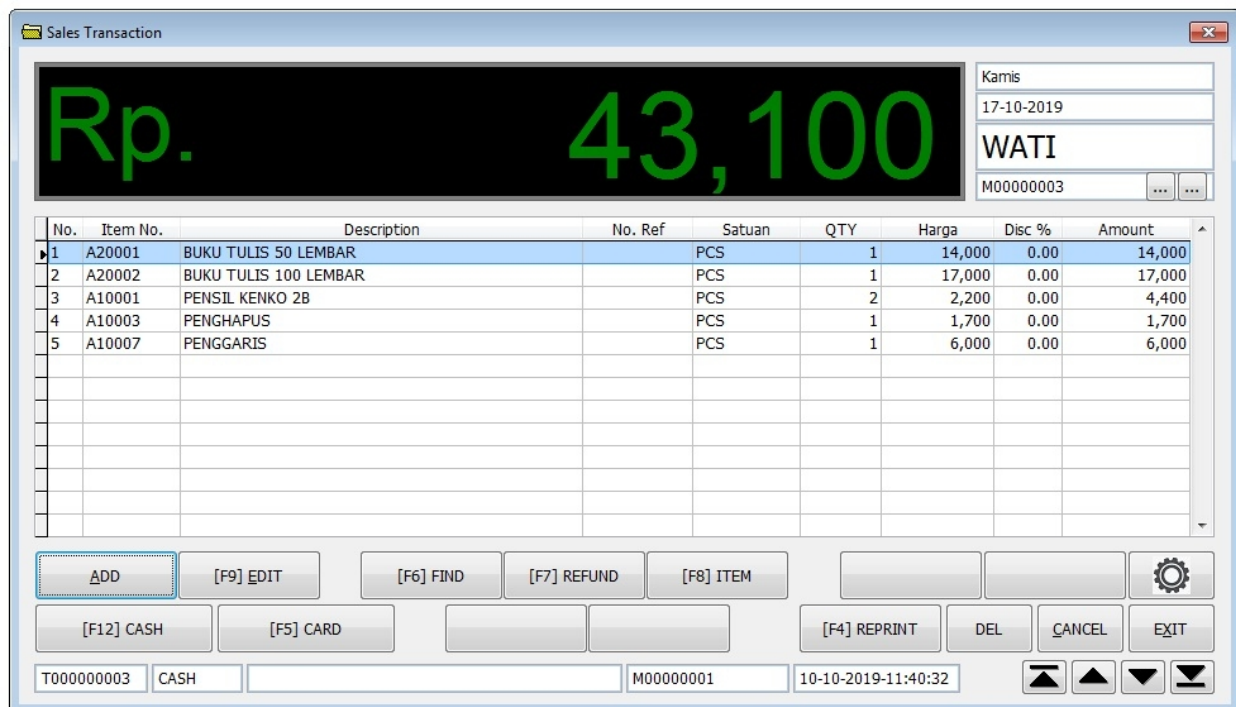 Sales Transaction
Rp. 43,100
Kamis
17-10-2019
WATI
M00000003 ... ...
No. Item No. Description No. Ref Satuan QTY Harga Disc % Amount
1 A20001 BUKU TULIS 50 LEMBAR PCS 1 14,000 0.00 14,000
2 A20002 BUKU TULIS 100 LEMBAR PCS 1 17,000 0.00 17,000
3 A10001 PENSIL KENKO 2B PCS 2 2,200 0.00 4,400
4 A10003 PENGHAPUS PCS 1 1,700 0.00 1,700
5 A10007 PENGGARIS PCS 1 6,000 0.00 6,000
ADD [F9] EDIT [F6] FIND [F7] REFUND [F8] ITEM
[F12] CASH [F5] CARD [F4] REPRINT DEL CANCEL EXIT
T000000003 CASH M00000001 10-10-2019-11:40:32